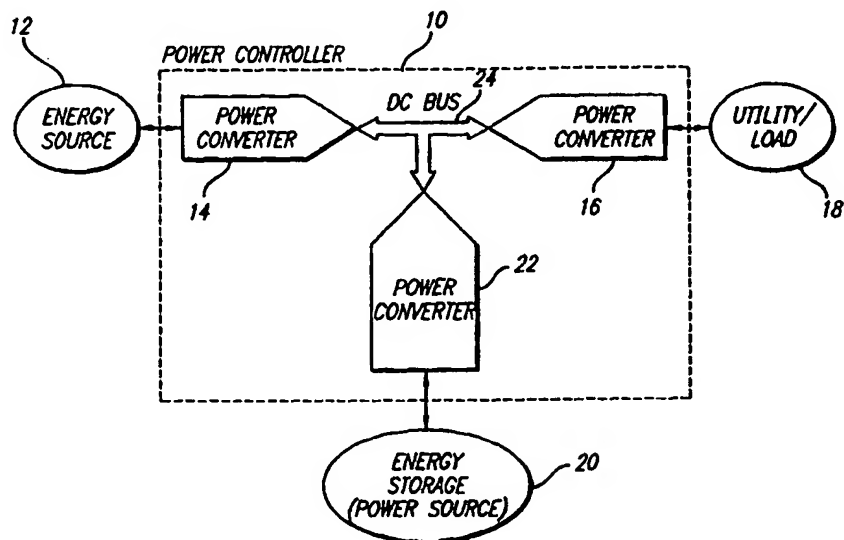 12
10
POWER CONTROLLER
24
DC BUS
ENERGY
SOURCE
POWER
CONVERTER
POWER
CONVERTER
UTILITY/
LOAD
14
16
18
22
POWER
CONVERTER
20
ENERGY
STORAGE
(POWER SOURCE)